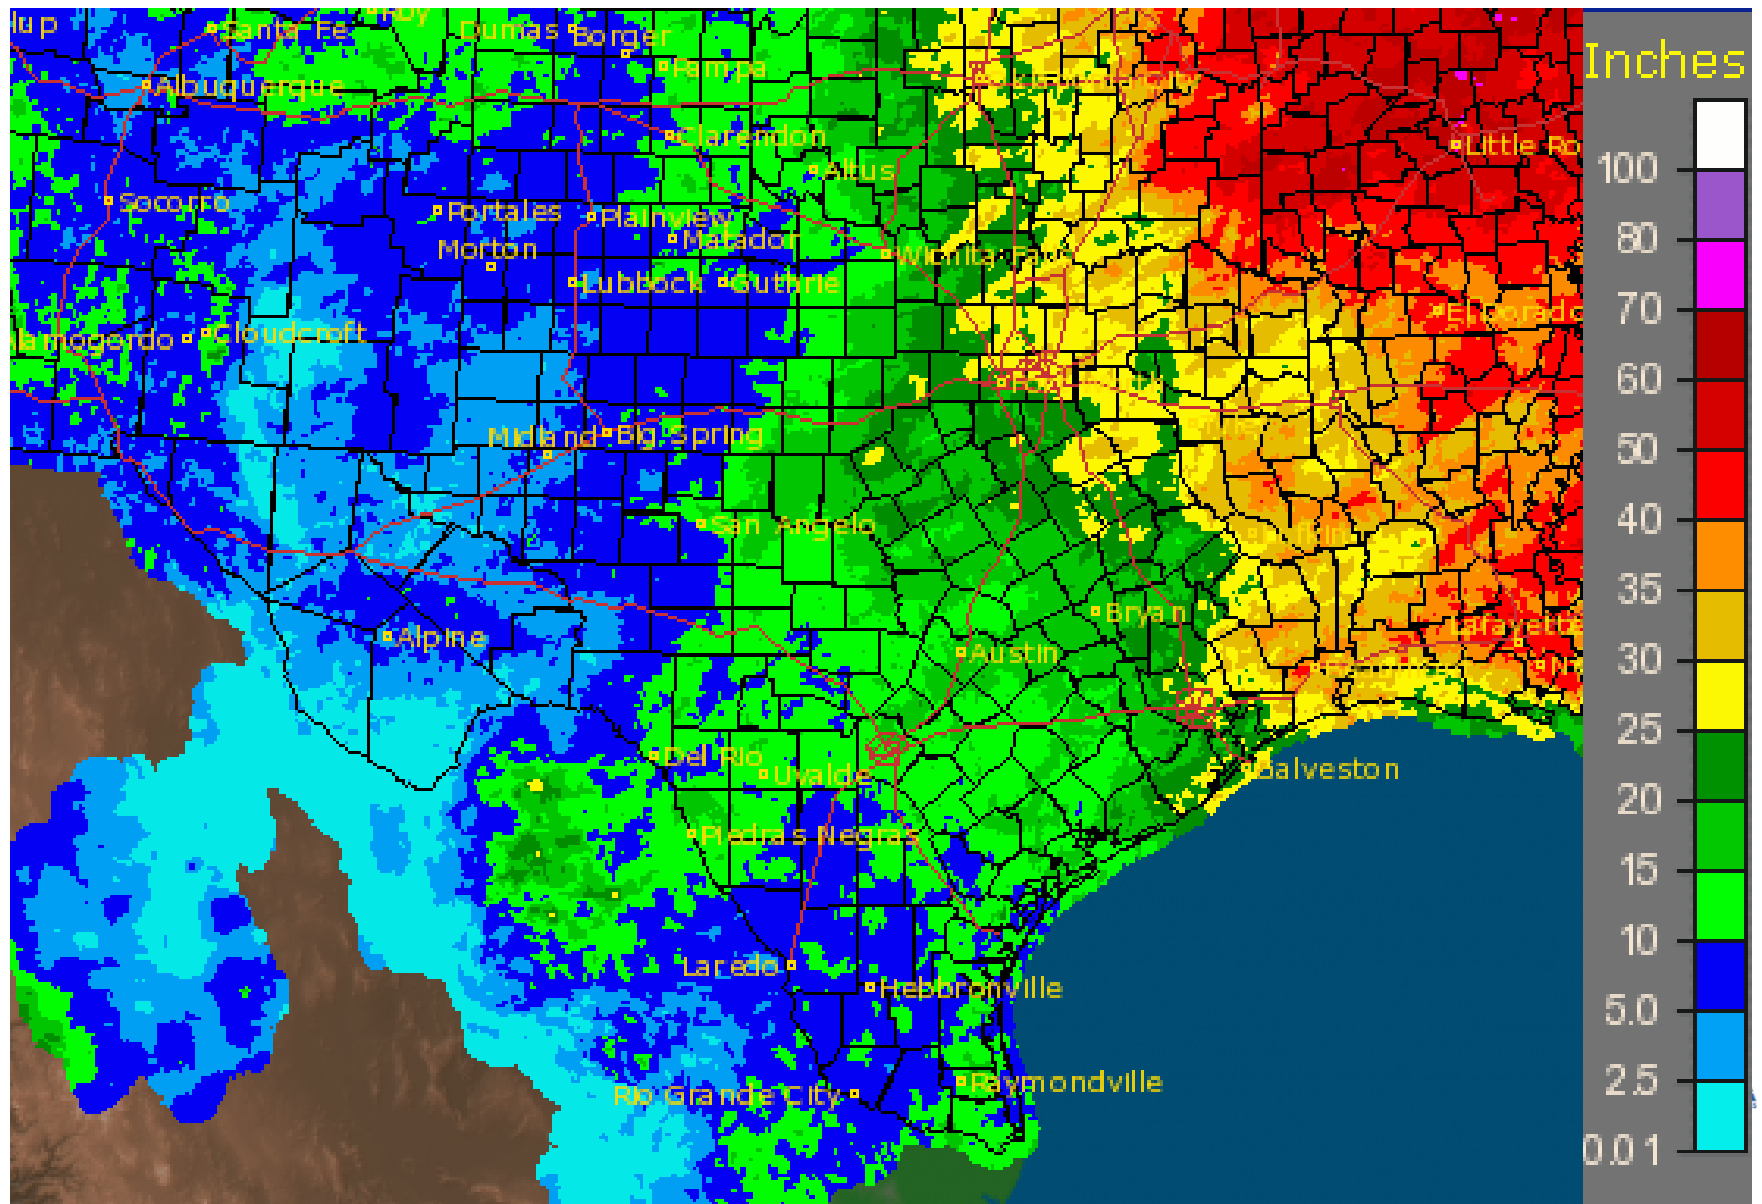 Santa Fe
Dumas
Borger
Inches
Pampa
Albuquerque
Clarendon
Little Ro
100
Altus
Socorro
Portales
Plainview
80
Matador
Morton
Wichita Fall
Lubbock
Guthrie
70
Eldorado
Cloudcroft
Alamogordo
60
Midland
Big Spring
50
San Angelo
40
Lufkin
35
Bryan
Lafayette
Alpine
Austin
30
25
Del Rio
Galveston
Uvalde
20
Piedras Negras
15
10
Laredo
Hebbronville
5.0
Raymondville
2.5
Rio Grande City
0.01